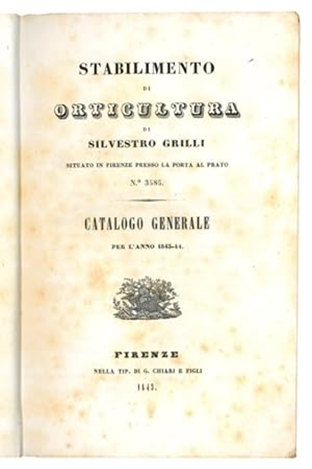 STABILIMENTO
DI
ORTICULTURA
DI
SILVESTRO GRILLI
SITUATO IN FIRENZE PRESSO LA PORTA AL PRATO
N.º 3585.
CATALOGO GENERALE
PER L'ANNO 1843-44.
FIRENZE
NELLA TIP. DI G. CHIARI E FIGLI
1843.